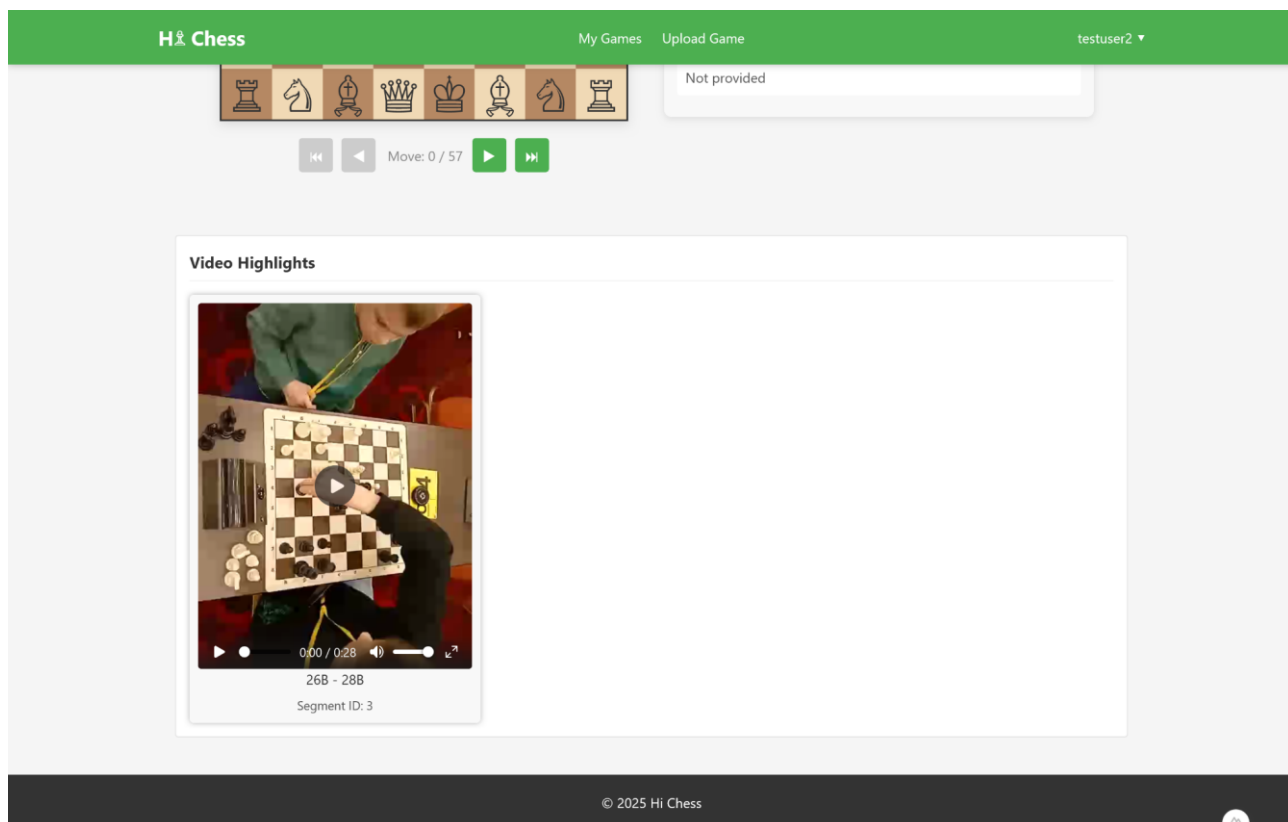 Hi Chess
My Games
Upload Game
testuser2 ▼
Not provided
Move: 0 / 57
Video Highlights
0:00 / 0:28
26B - 28B
Segment ID: 3
© 2025 Hi Chess